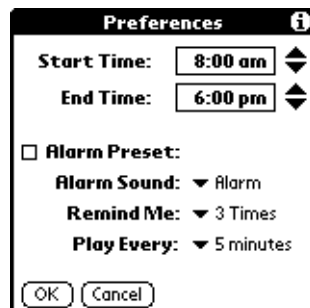 Preferences
Start Time: 8:00 am
End Time: 6:00 pm
Alarm Preset:
Alarm Sound: Alarm
Remind Me: 3 Times
Play Every: 5 minutes
OK Cancel